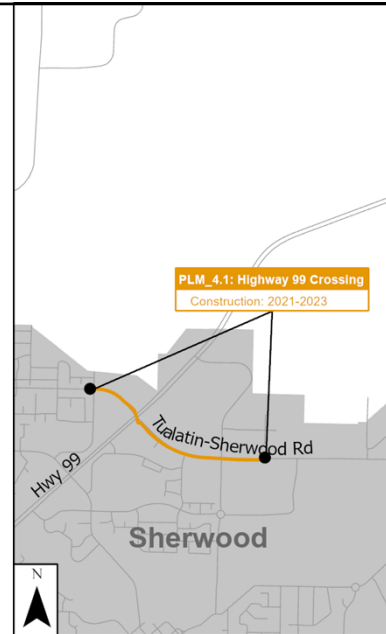 PLM_4.1: Highway 99 Crossing
Construction: 2021-2023
Tualatin-Sherwood Rd
Hwy 99
Sherwood
N